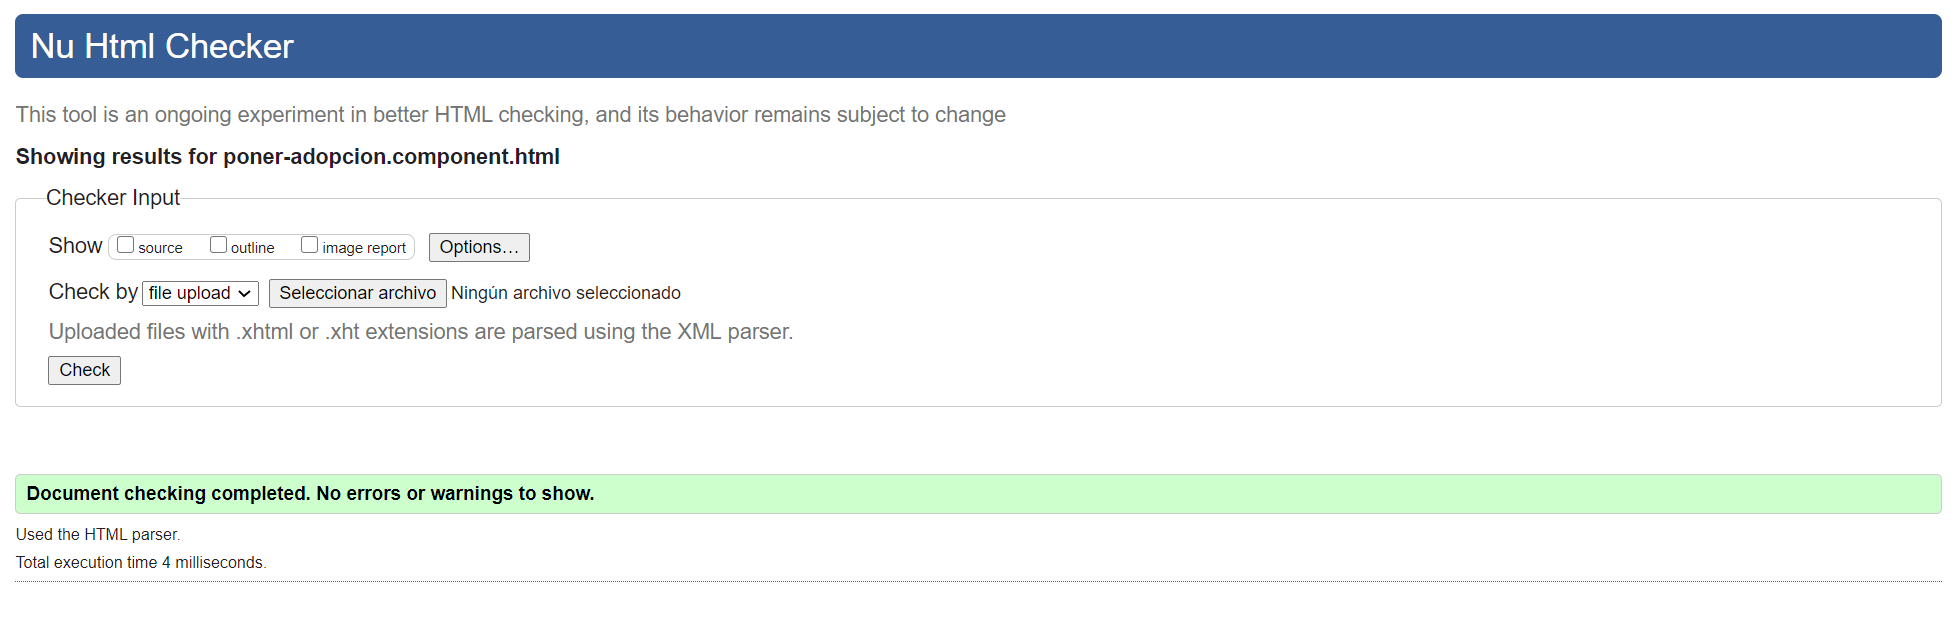 Nu Html Checker
This tool is an ongoing experiment in better HTML checking, and its behavior remains subject to change
Showing results for poner-adopcion.component.html
Checker Input
Show source outline image report Options…
Check by file upload Seleccionar archivo Ningún archivo seleccionado
Uploaded files with .xhtml or .xht extensions are parsed using the XML parser.
Check
Document checking completed. No errors or warnings to show.
Used the HTML parser.
Total execution time 4 milliseconds.